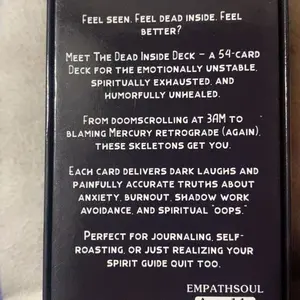 Feel seen. Feel dead inside. Feel
better?
Meet The Dead Inside Deck – a 54-card
Deck for the emotionally unstable,
spiritually exhausted, and
humorfully unhealed.
From doomscrolling at 3AM to
blaming Mercury retrograde (again),
these skeletons get you.
Each card delivers dark laughs and
painfully accurate truths about
anxiety, burnout, shadow work
avoidance, and spiritual "oops."
Perfect for journaling, self-
roasting, or just realizing your
spirit guide quit too.
EMPATHSOUL